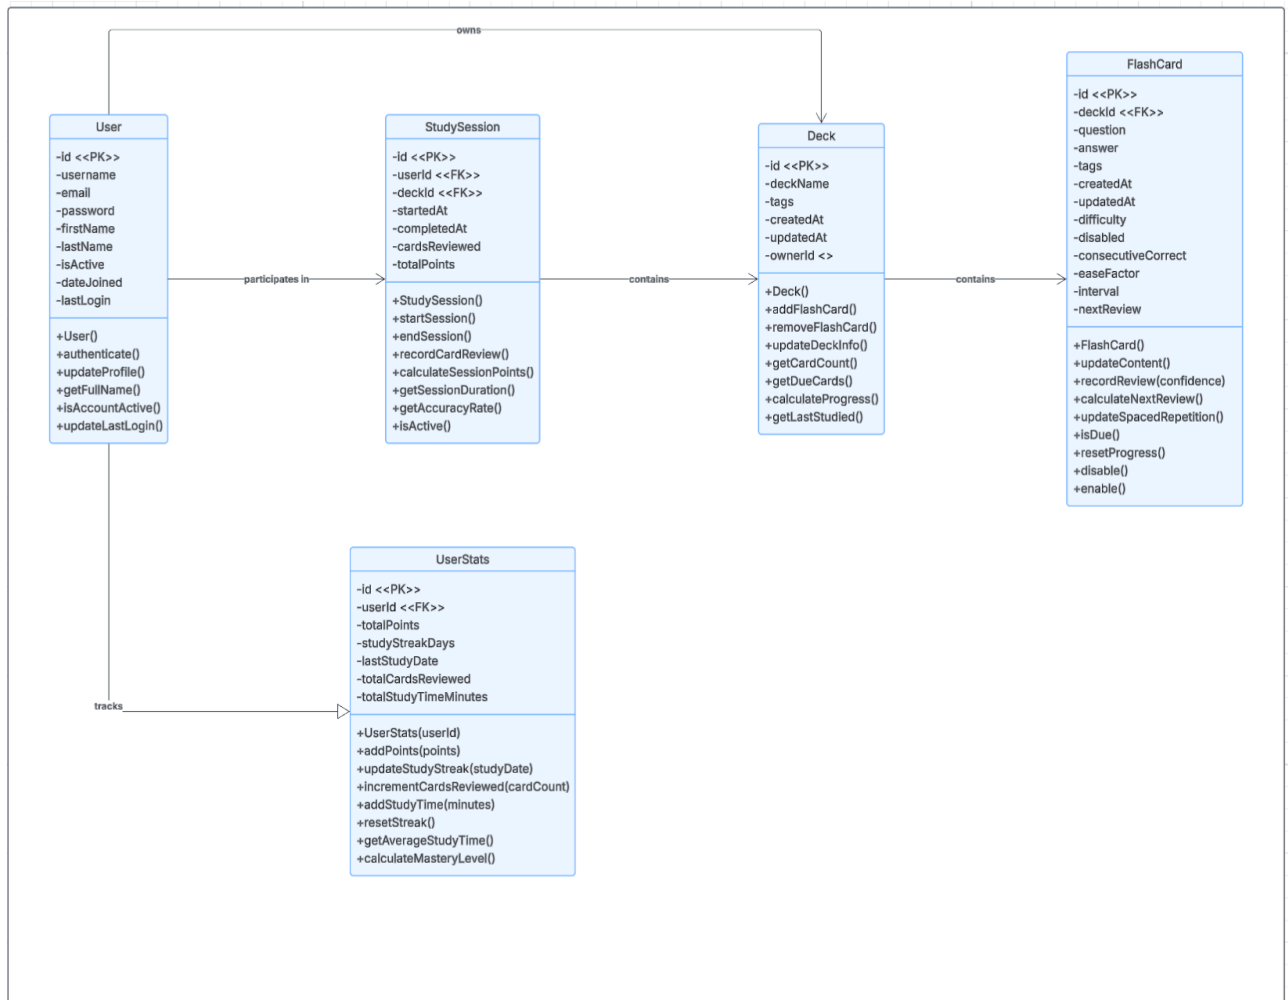 owns
User
-id <<PK>>
-username
-email
-password
-firstName
-lastName
-isActive
-dateJoined
-lastLogin
+User()
+authenticate()
+updateProfile()
+getFullName()
+isAccountActive()
+updateLastLogin()
participates in
StudySession
-id <<PK>>
-userId <<FK>>
-deckId <<FK>>
-startedAt
-completedAt
-cardsReviewed
-totalPoints
+StudySession()
+startSession()
+endSession()
+recordCardReview()
+calculateSessionPoints()
+getSessionDuration()
+getAccuracyRate()
+isActive()
contains
Deck
-id <<PK>>
-deckName
-tags
-createdAt
-updatedAt
-ownerId <>
+Deck()
+addFlashCard()
+removeFlashCard()
+updateDeckInfo()
+getCardCount()
+getDueCards()
+calculateProgress()
+getLastStudied()
contains
FlashCard
-id <<PK>>
-deckId <<FK>>
-question
-answer
-tags
-createdAt
-updatedAt
-difficulty
-disabled
-consecutiveCorrect
-easeFactor
-interval
-nextReview
+FlashCard()
+updateContent()
+recordReview(confidence)
+calculateNextReview()
+updateSpacedRepetition()
+isDue()
+resetProgress()
+disable()
+enable()
tracks
UserStats
-id <<PK>>
-userId <<FK>>
-totalPoints
-studyStreakDays
-lastStudyDate
-totalCardsReviewed
-totalStudyTimeMinutes
+UserStats(userId)
+addPoints(points)
+updateStudyStreak(studyDate)
+incrementCardsReviewed(cardCount)
+addStudyTime(minutes)
+resetStreak()
+getAverageStudyTime()
+calculateMasteryLevel()